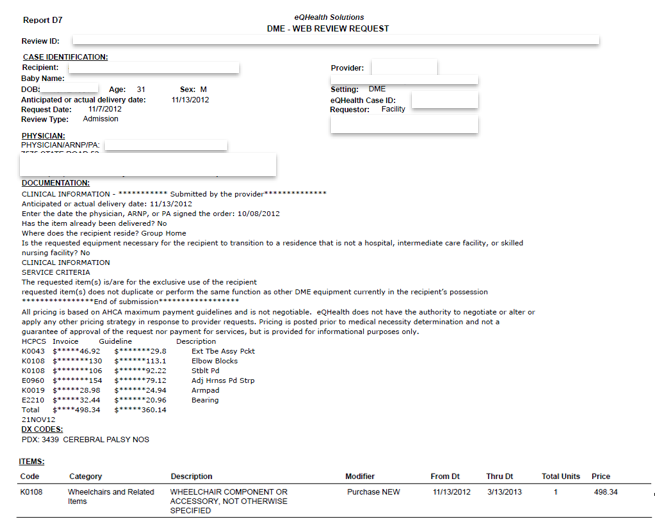 Report D7
eQHealth Solutions
DME - WEB REVIEW REQUEST
Review ID:
CASE IDENTIFICATION:
Recipient: Provider:
Baby Name:
DOB: Age: 31 Sex: M Setting: DME
Anticipated or actual delivery date: 11/13/2012 eQHealth Case ID:
Request Date: 11/7/2012 Requestor: Facility
Review Type: Admission
PHYSICIAN:
PHYSICIAN/ARNP/PA:
DOCUMENTATION:
CLINICAL INFORMATION - *********** Submitted by the provider**************
Anticipated or actual delivery date: 11/13/2012
Enter the date the physician, ARNP, or PA signed the order: 10/08/2012
Has the item already been delivered? No
Where does the recipient reside? Group Home
Is the requested equipment necessary for the recipient to transition to a residence that is not a hospital, intermediate care facility, or skilled
nursing facility? No
CLINICAL INFORMATION
SERVICE CRITERIA
The requested item(s) is/are for the exclusive use of the recipient
requested item(s) does not duplicate or perform the same function as other DME equipment currently in the recipient's possession
****************End of submission******************
All pricing is based on AHCA maximum payment guidelines and is not negotiable. eQHealth does not have the authority to negotiate or alter or
apply any other pricing strategy in response to provider requests. Pricing is posted prior to medical necessity determination and not a
guarantee of approval of the request nor payment for services, but is provided for informational purposes only.
HCPCS Invoice Guideline Description
K0043 $*****46.92 $*******29.8 Ext Tbe Assy Pckt
K0108 $*******130 $******113.1 Elbow Blocks
K0108 $*******106 $******92.22 Stblt Pd
E0960 $*******154 $******79.12 Adj Hrnss Pd Strp
K0019 $*****28.98 $******24.94 Armpad
E2210 $*****32.44 $******20.96 Bearing
Total $****498.34 $*****360.14
21NOV12
DX CODES:
PDX: 3439 CEREBRAL PALSY NOS
ITEMS:
Code Category Description Modifier From Dt Thru Dt Total Units Price
K0108 Wheelchairs and Related WHEELCHAIR COMPONENT OR Purchase NEW 11/13/2012 3/13/2013 1 498.34
Items ACCESSORY, NOT OTHERWISE
SPECIFIED